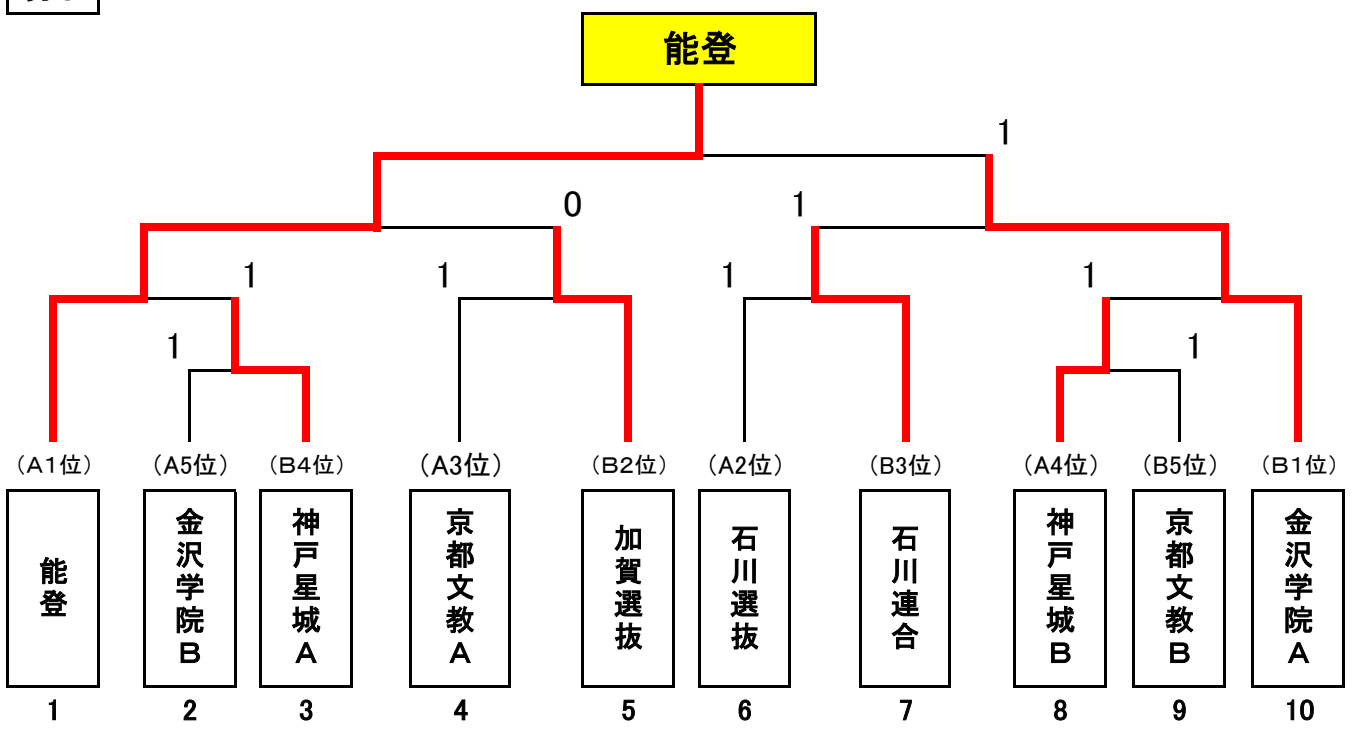 能登
1
0
1
1
1
1
1
1
1
(A1位)
(A5位)
(B4位)
(A3位)
(B2位)
(A2位)
(B3位)
(A4位)
(B5位)
(B1位)
能登
金沢学院B
神戸星城A
京都文教A
加賀選抜
石川選抜
石川連合
神戸星城B
京都文教B
金沢学院A
1
2
3
4
5
6
7
8
9
10